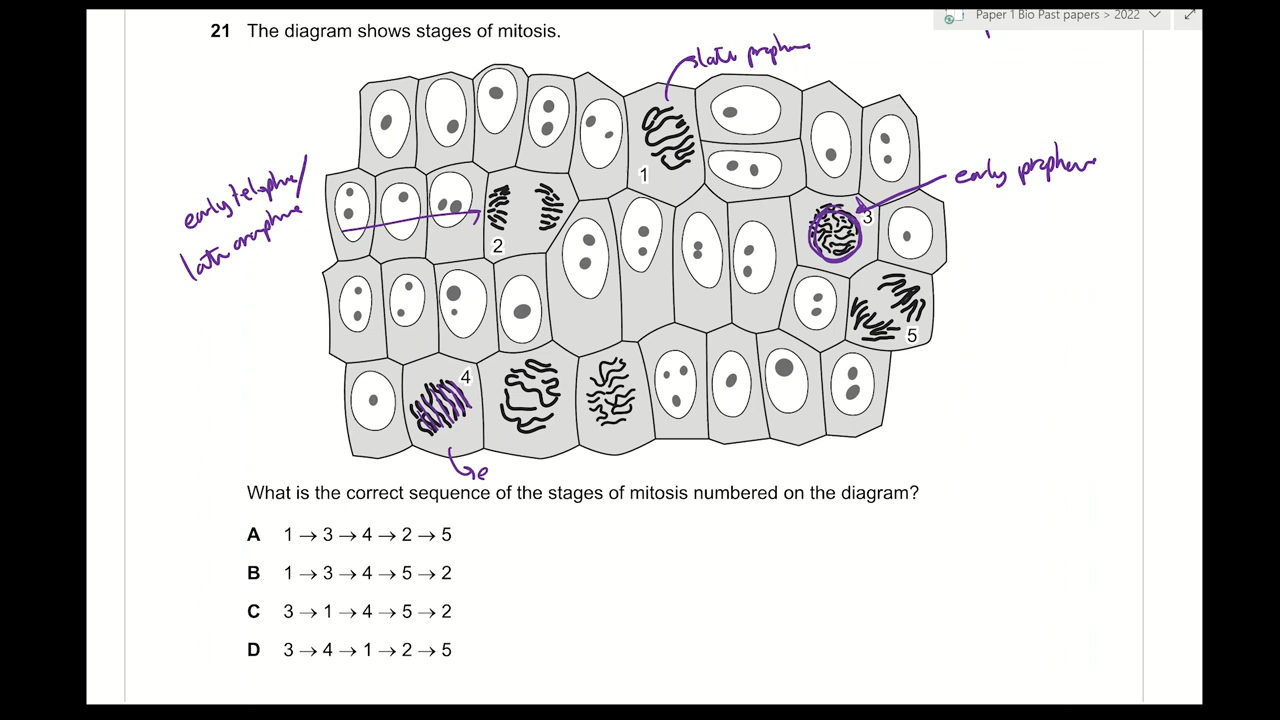 Paper 1 Bio Past papers > 2022
21 The diagram shows stages of mitosis.
late
1
early prophase
early telophase/
late anaphase
3
2
5
4
e
What is the correct sequence of the stages of mitosis numbered on the diagram?
A 1 → 3 → 4 → 2 → 5
B 1 → 3 → 4 → 5 → 2
C 3 → 1 → 4 → 5 → 2
D 3 → 4 → 1 → 2 → 5